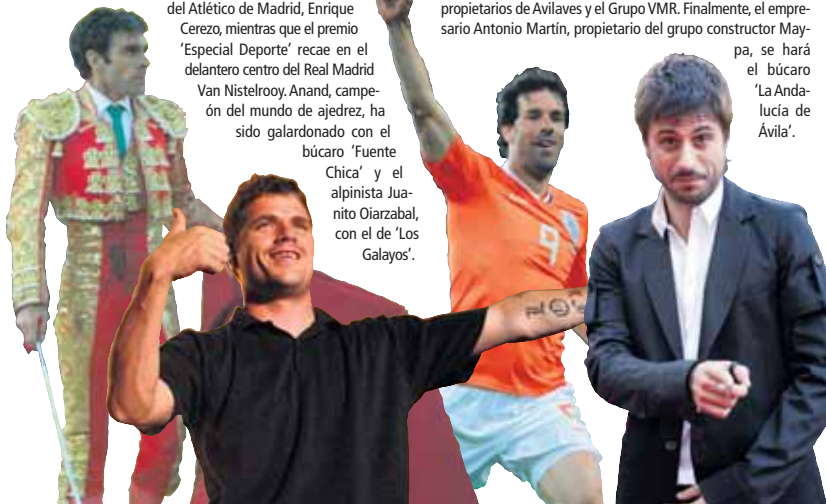 del Atlético de Madrid, Enrique
Cerezo, mientras que el premio
'Especial Deporte' recae en el
delantero centro del Real Madrid
Van Nistelrooy. Anand, campe-
ón del mundo de ajedrez, ha
sido galardonado con el
búcaro 'Fuente
Chica' y el
alpinista Jua-
nito Oiarzabal,
con el de 'Los
Galayos'.
propietarios de Avilaves y el Grupo VMR. Finalmente, el empre-
sario Antonio Martín, propietario del grupo constructor May-
pa, se hará
el búcaro
'La Anda-
lucía de
Ávila'.
9